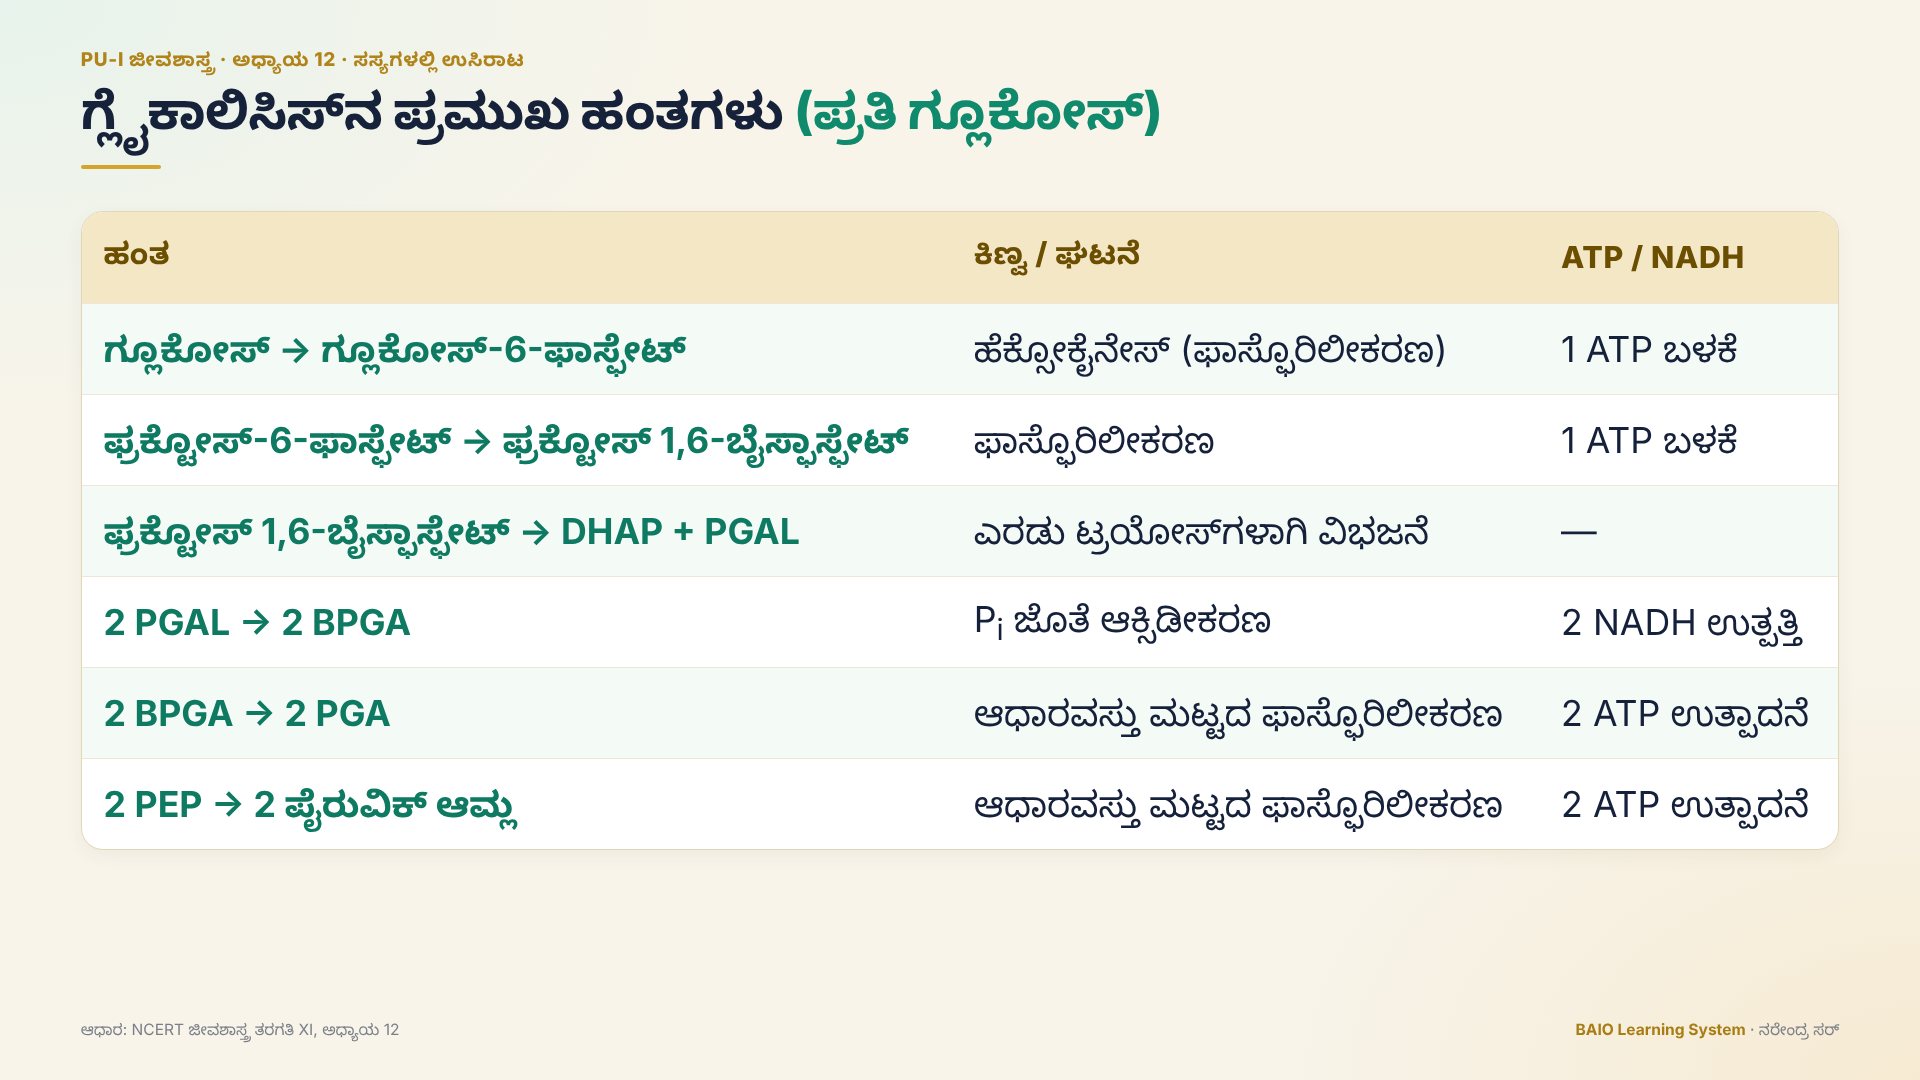 PU-I ಜೀವಶಾಸ್ತ್ರ · ಅಧ್ಯಾಯ 12 · ಸಸ್ಯಗಳಲ್ಲಿ ಉಸಿರಾಟ
ಗ್ಲೈಕಾಲಿಸಿಸ್‌ನ ಪ್ರಮುಖ ಹಂತಗಳು (ಪ್ರತಿ ಗ್ಲೂಕೋಸ್)
ಹಂತ ಕಿಣ್ವ / ಘಟನೆ ATP / NADH
ಗ್ಲೂಕೋಸ್ → ಗ್ಲೂಕೋಸ್-6-ಫಾಸ್ಫೇಟ್ ಹೆಕ್ಸೋಕೈನೇಸ್ (ಫಾಸ್ಫೊರಿಲೀಕರಣ) 1 ATP ಬಳಕೆ
ಫ್ರಕ್ಟೋಸ್-6-ಫಾಸ್ಫೇಟ್ → ಫ್ರಕ್ಟೋಸ್ 1,6-ಬೈಸ್ಫಾಸ್ಫೇಟ್ ಫಾಸ್ಫೊರಿಲೀಕರಣ 1 ATP ಬಳಕೆ
ಫ್ರಕ್ಟೋಸ್ 1,6-ಬೈಸ್ಫಾಸ್ಫೇಟ್ → DHAP + PGAL ಎರಡು ಟ್ರಯೋಸ್‌ಗಳಾಗಿ ವಿಭಜನೆ —
2 PGAL → 2 BPGA Pᵢ ಜೊತೆ ಆಕ್ಸಿಡೀಕರಣ 2 NADH ಉತ್ಪತ್ತಿ
2 BPGA → 2 PGA ಆಧಾರವಸ್ತು ಮಟ್ಟದ ಫಾಸ್ಫೊರಿಲೀಕರಣ 2 ATP ಉತ್ಪಾದನೆ
2 PEP → 2 ಪೈರುವಿಕ್ ಆಮ್ಲ ಆಧಾರವಸ್ತು ಮಟ್ಟದ ಫಾಸ್ಫೊರಿಲೀಕರಣ 2 ATP ಉತ್ಪಾದನೆ
ಆಧಾರ: NCERT ಜೀವಶಾಸ್ತ್ರ ತರಗತಿ XI, ಅಧ್ಯಾಯ 12
BAIO Learning System · ನರೇಂದ್ರ ಸರ್